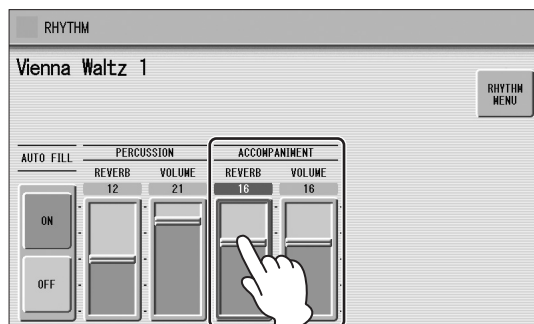 RHYTHM
Vienna Waltz 1
RHYTHM
MENU
AUTO FILL
PERCUSSION
ACCOMPANIMENT
REVERB VOLUME REVERB VOLUME
12 21 16 16
ON
OFF